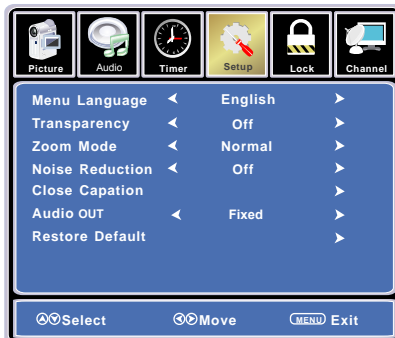 Picture Audio Timer Setup Lock Channel
Menu Language English
Transparency Off
Zoom Mode Normal
Noise Reduction Off
Close Capation
Audio OUT Fixed
Restore Default
Select Move MENU Exit